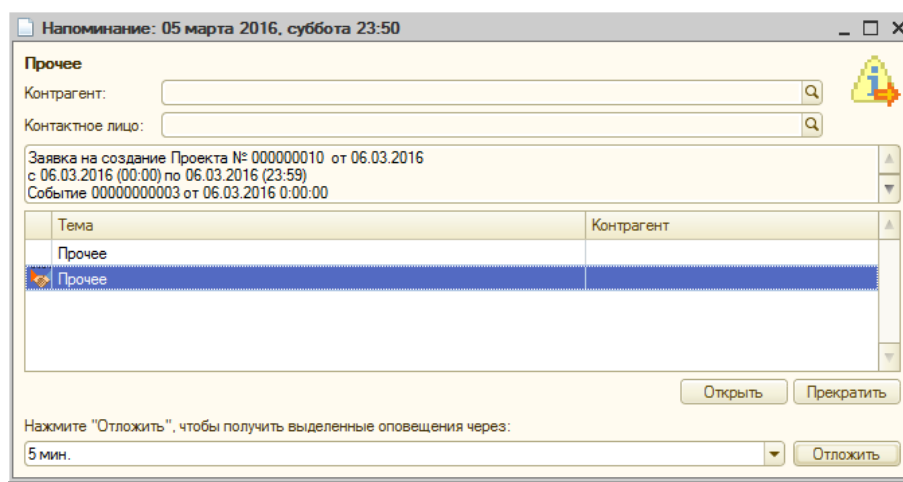 Напоминание: 05 марта 2016, суббота 23:50
Прочее
Контрагент:
Контактное лицо:
Заявка на создание Проекта № 000000010 от 06.03.2016
с 06.03.2016 (00:00) по 06.03.2016 (23:59)
Событие 00000000003 от 06.03.2016 0:00:00
Тема Контрагент
Прочее
Прочее
Открыть Прекратить
Нажмите "Отложить", чтобы получить выделенные оповещения через:
5 мин. Отложить